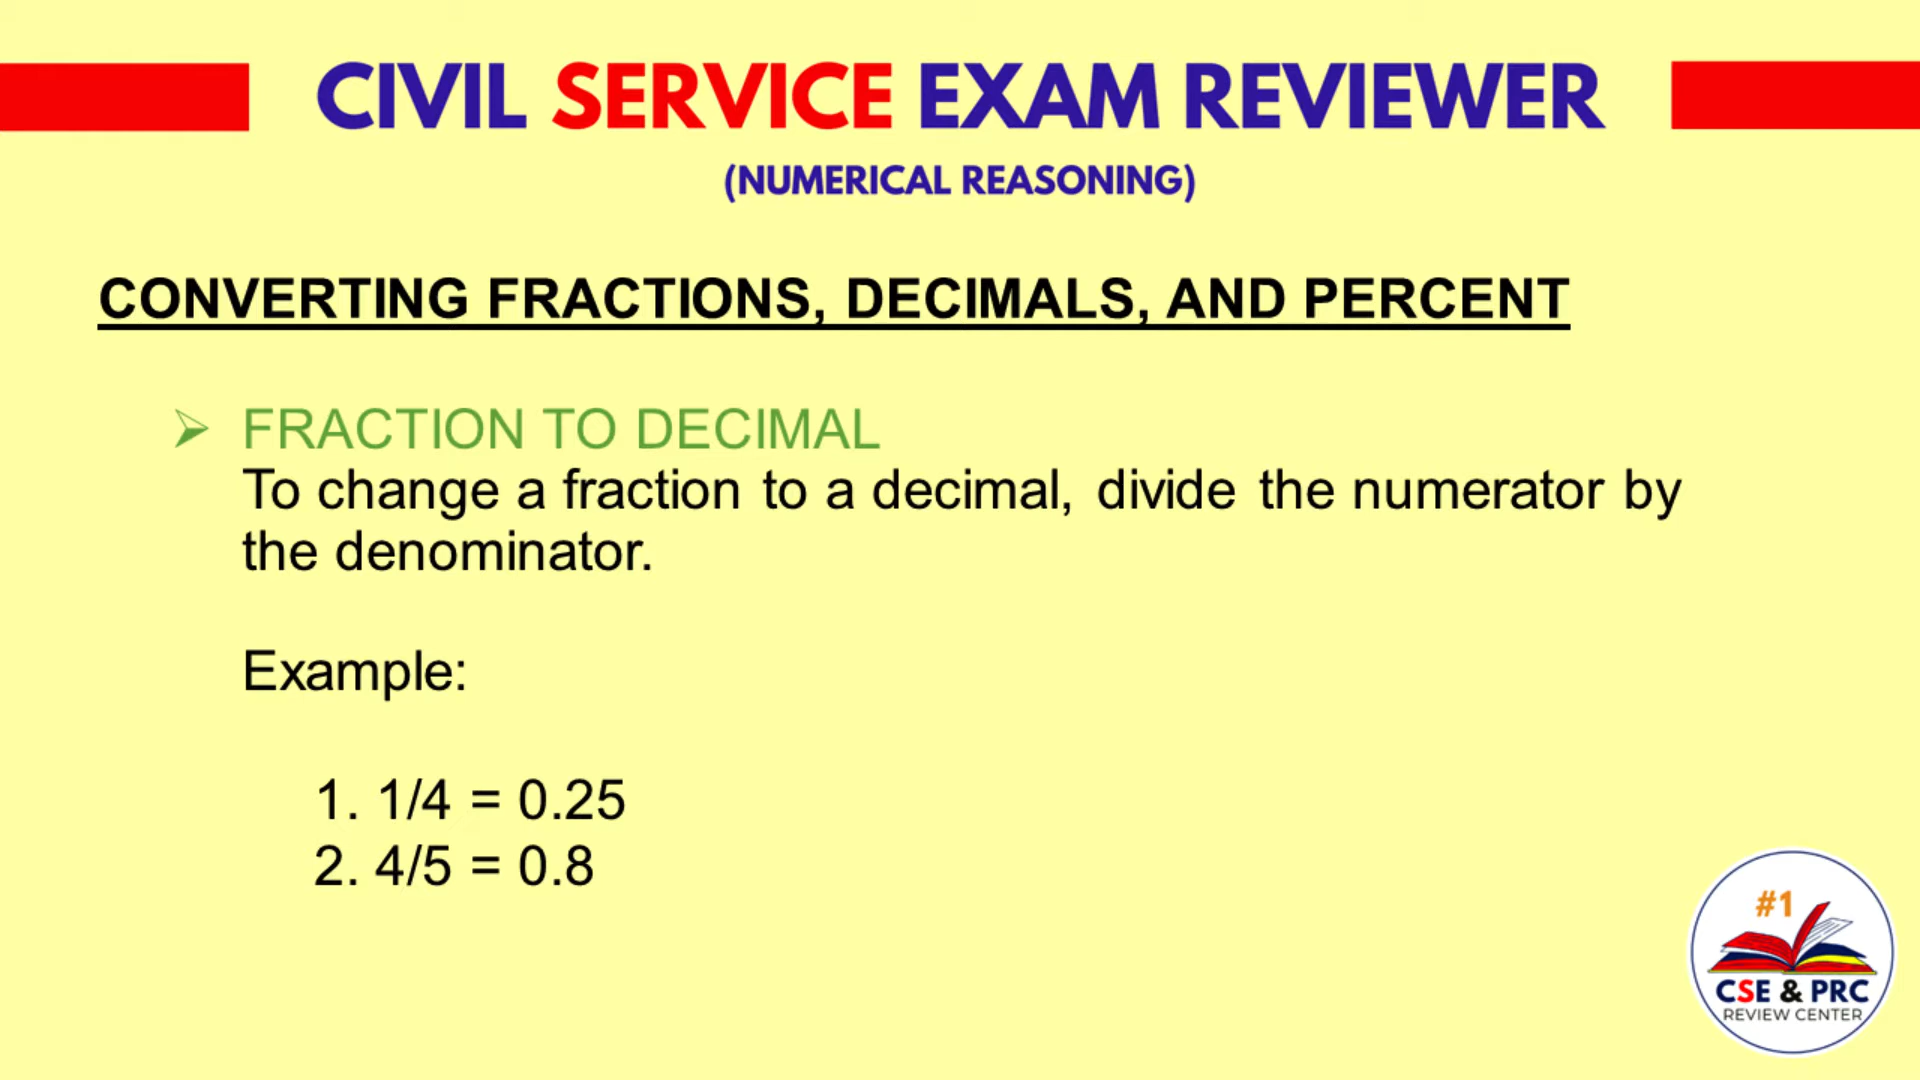 CIVIL SERVICE EXAM REVIEWER
(NUMERICAL REASONING)
CONVERTING FRACTIONS, DECIMALS, AND PERCENT
➢ FRACTION TO DECIMAL
To change a fraction to a decimal, divide the numerator by
the denominator.
Example:
1. 1/4 = 0.25
2. 4/5 = 0.8
#1
CSE & PRC
REVIEW CENTER